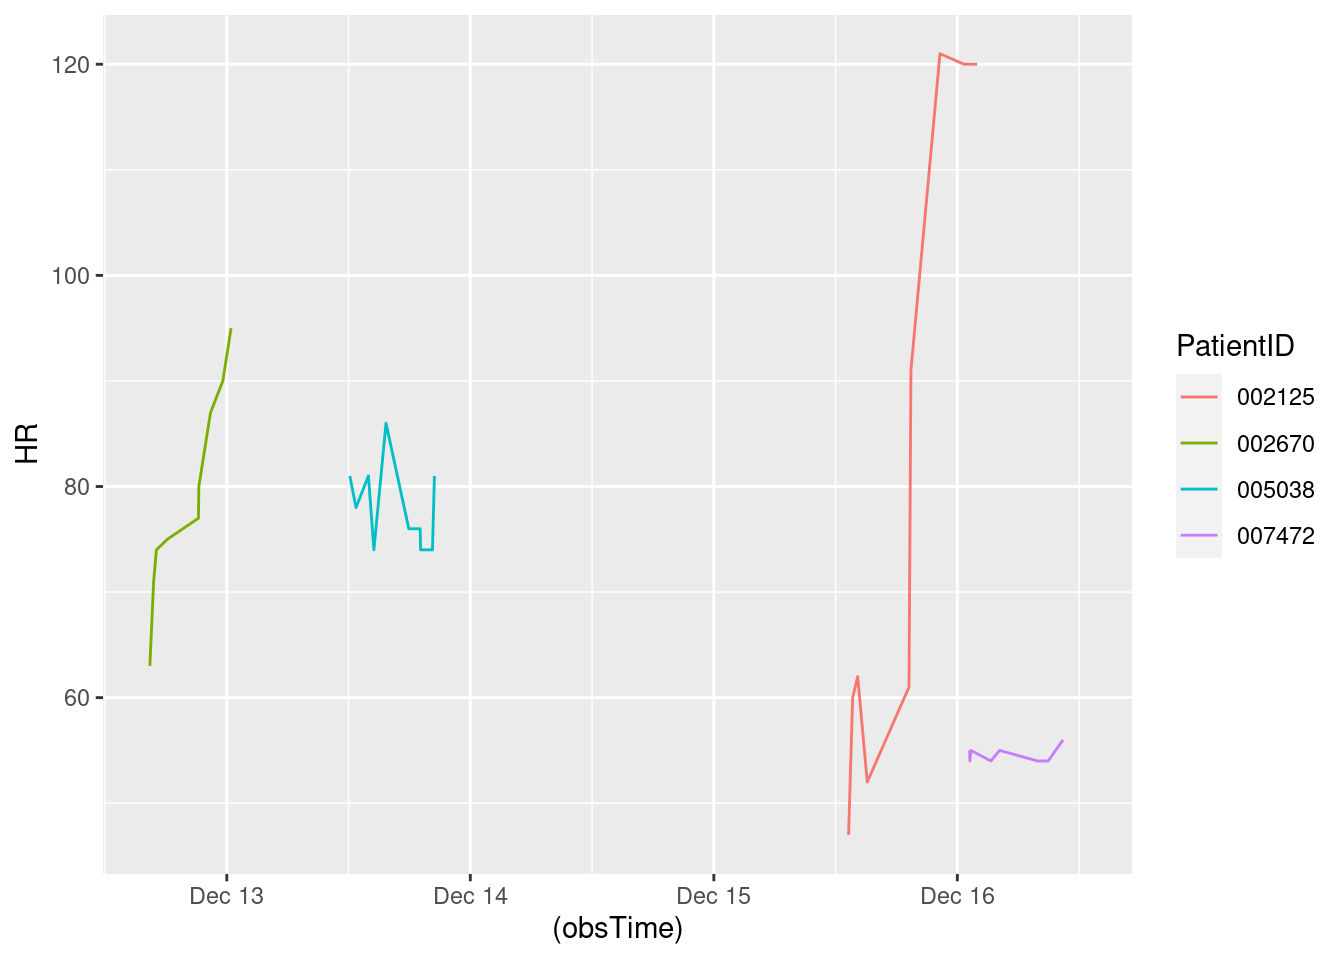 120
100
80
60
HR
Dec 13
Dec 14
Dec 15
Dec 16
(obsTime)
PatientID
002125
002670
005038
007472